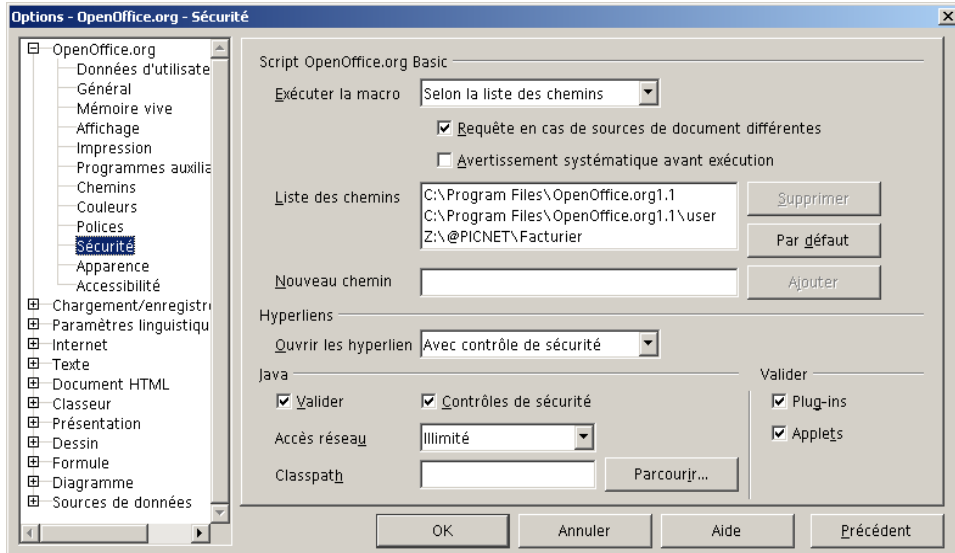 Options - OpenOffice.org - Sécurité
OpenOffice.org
Données d'utilisate
Général
Mémoire vive
Affichage
Impression
Programmes auxilia
Chemins
Couleurs
Polices
Sécurité
Apparence
Accessibilité
Chargement/enregistre
Paramètres linguistiqu
Internet
Texte
Document HTML
Classeur
Présentation
Dessin
Formule
Diagramme
Sources de données
Script OpenOffice.org Basic
Exécuter la macro Selon la liste des chemins
Requête en cas de sources de document différentes
Avertissement systématique avant exécution
Liste des chemins
C:\Program Files\OpenOffice.org1.1
C:\Program Files\OpenOffice.org1.1\user
Z:\@PICNET\Facturier
Supprimer
Par défaut
Nouveau chemin
Ajouter
Hyperliens
Ouvrir les hyperlien Avec contrôle de sécurité
Java
Valider Contrôles de sécurité
Accès réseau Illimité
Classpath Parcourir...
Valider
Plug-ins
Applets
OK Annuler Aide Précédent